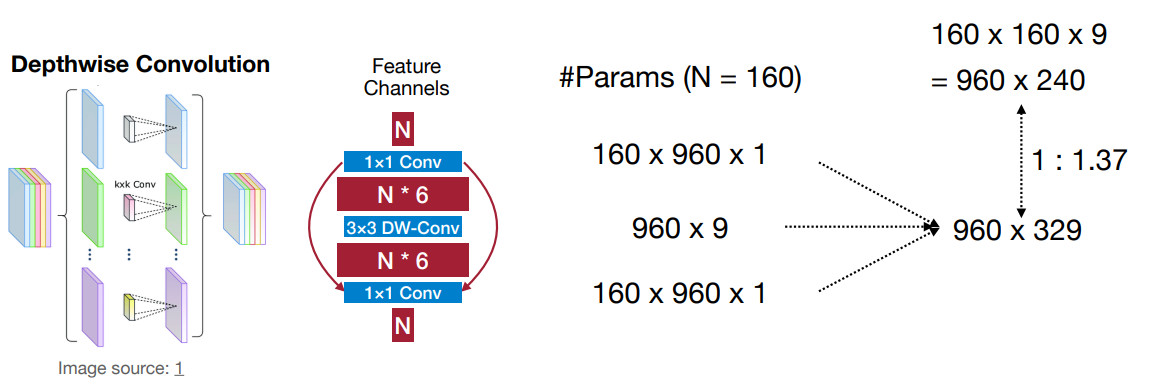 Depthwise Convolution
kxk Conv
Image source: 1
Feature
Channels
N
1×1 Conv
N * 6
3×3 DW-Conv
N * 6
1×1 Conv
N
#Params (N = 160)
160 x 960 x 1
960 x 9
160 x 960 x 1
160 x 160 x 9
= 960 x 240
1 : 1.37
960 x 329